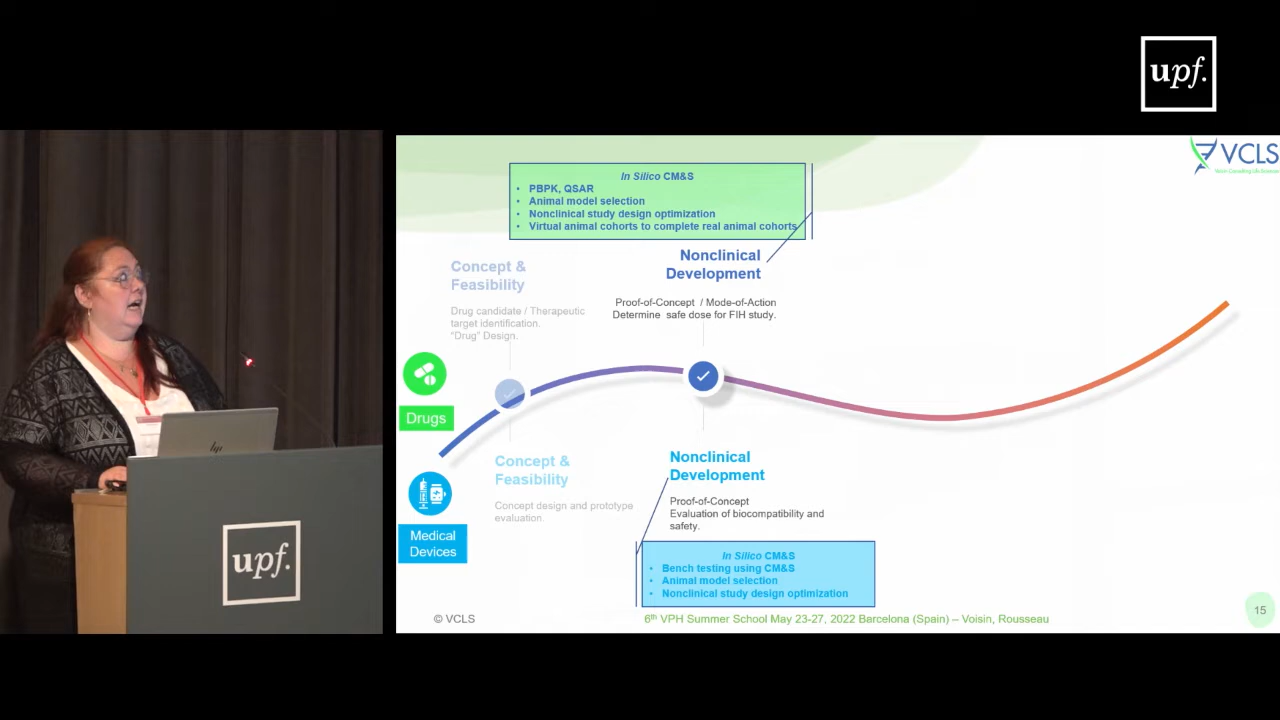 upf.
VCLS
In Silico CM&S
• PBPK, QSAR
• Animal model selection
• Nonclinical study design optimization
• Virtual animal cohorts to complete real animal cohorts
Concept &
Feasibility
Drug candidate / Therapeutic
target identification.
"Drug" Design.
Nonclinical
Development
Proof-of-Concept / Mode-of-Action
Determine safe dose for FIH study.
Drugs
Medical
Devices
Concept &
Feasibility
Concept design and prototype
evaluation.
Nonclinical
Development
Proof-of-Concept
Evaluation of biocompatibility and
safety.
In Silico CM&S
• Bench testing using CM&S
• Animal model selection
• Nonclinical study design optimization
© VCLS
6th VPH Summer School May 23-27, 2022 Barcelona (Spain) – Voisin, Rousseau
15
hp
upf.